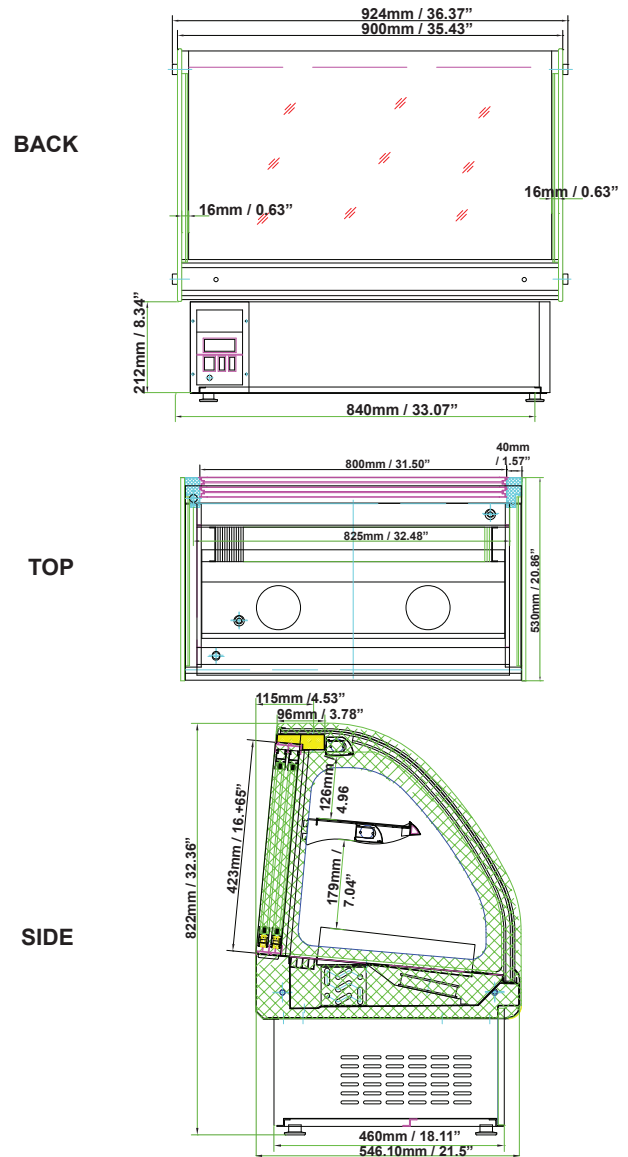 924mm / 36.37”
900mm / 35.43”
BACK
16mm / 0.63”
16mm / 0.63”
212mm / 8.34”
840mm / 33.07”
40mm
/ 1.57”
800mm / 31.50”
825mm / 32.48”
TOP
530mm / 20.86”
115mm /4.53”
96mm / 3.78”
126mm /
4.96
423mm / 16.+65”
179mm /
7.04”
822mm / 32.36”
SIDE
460mm / 18.11”
546.10mm / 21.5”